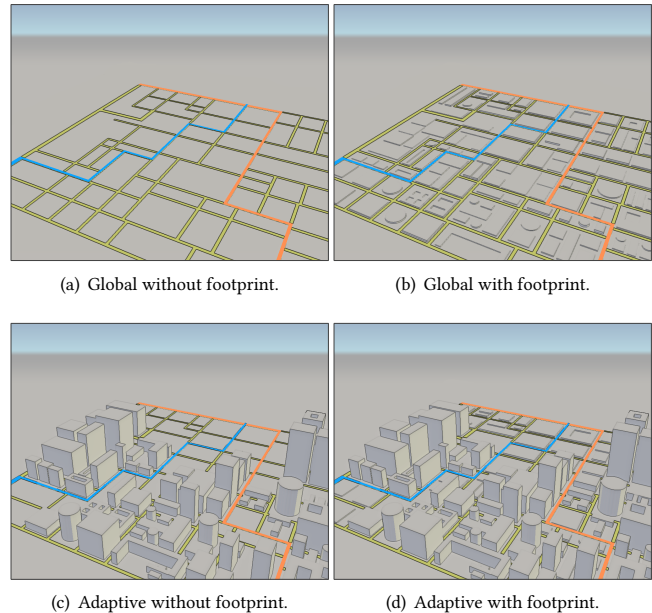 (a) Global without footprint.
(b) Global with footprint.
(c) Adaptive without footprint.
(d) Adaptive with footprint.